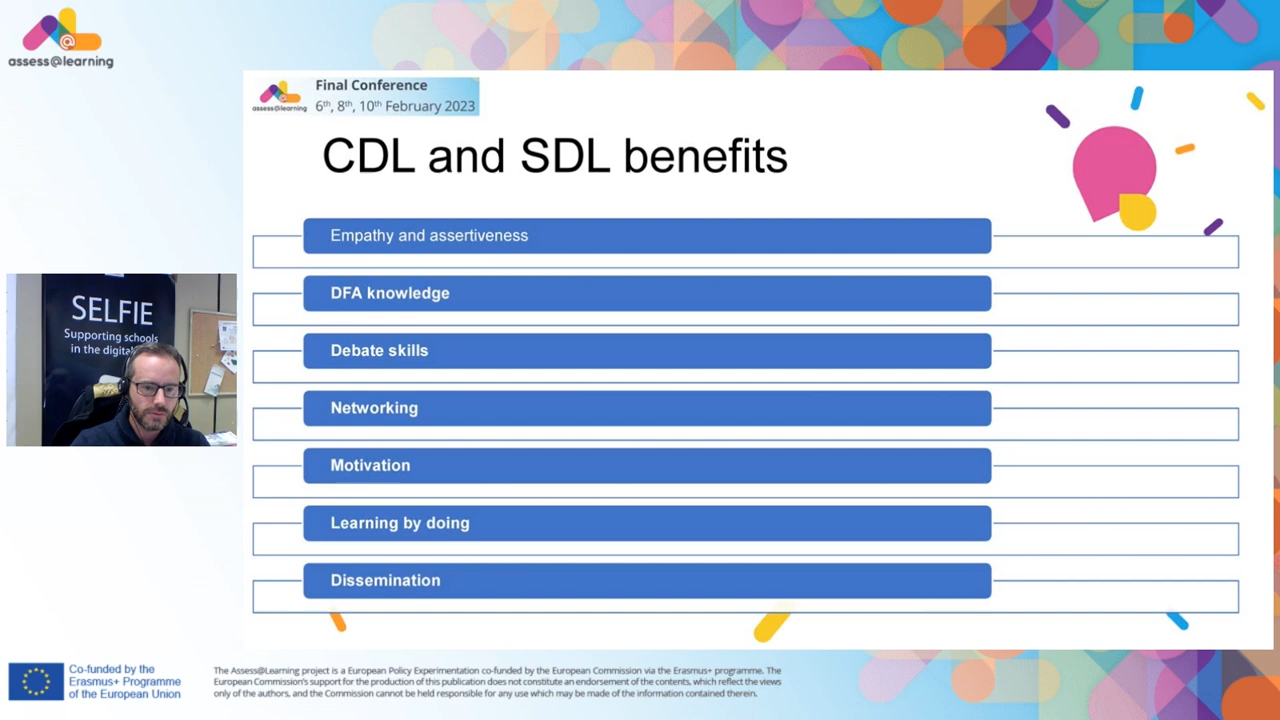 assess@learning
assess@learning
Final Conference
6th, 8th, 10th February 2023
CDL and SDL benefits
Empathy and assertiveness
DFA knowledge
Debate skills
Networking
Motivation
Learning by doing
Dissemination
SELFIE
Supporting schools
in the digital
Co-funded by the
Erasmus+ Programme
of the European Union
The Assess@Learning project is a European Policy Experimentation co-funded by the European Commission via the Erasmus+ programme. The
European Commission's support for the production of this publication does not constitute an endorsement of the contents, which reflect the views
only of the authors, and the Commission cannot be held responsible for any use which may be made of the information contained therein.